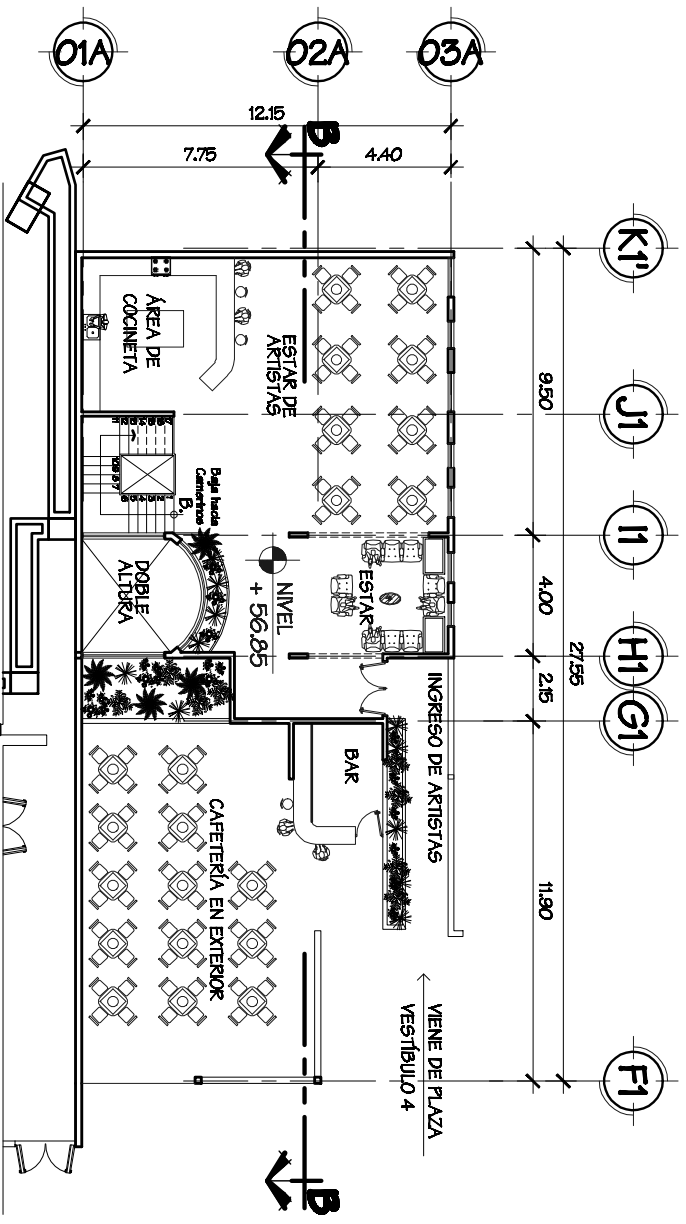 01A
02A
03A
12.15
7.75
4.40
B
K1'
J1
I1
H1
G1
F1
9.50
4.00
2.15
11.90
27.55
ÁREA DE
COCINETA
ESTAR DE
ARTISTAS
Baja hacia
Camerinos
B.
DOBLE
ALTURA
NIVEL
+ 56.85
ESTAR
INGRESO DE ARTISTAS
BAR
CAFETERÍA EN EXTERIOR
VIENE DE PLAZA
VESTÍBULO 4
B